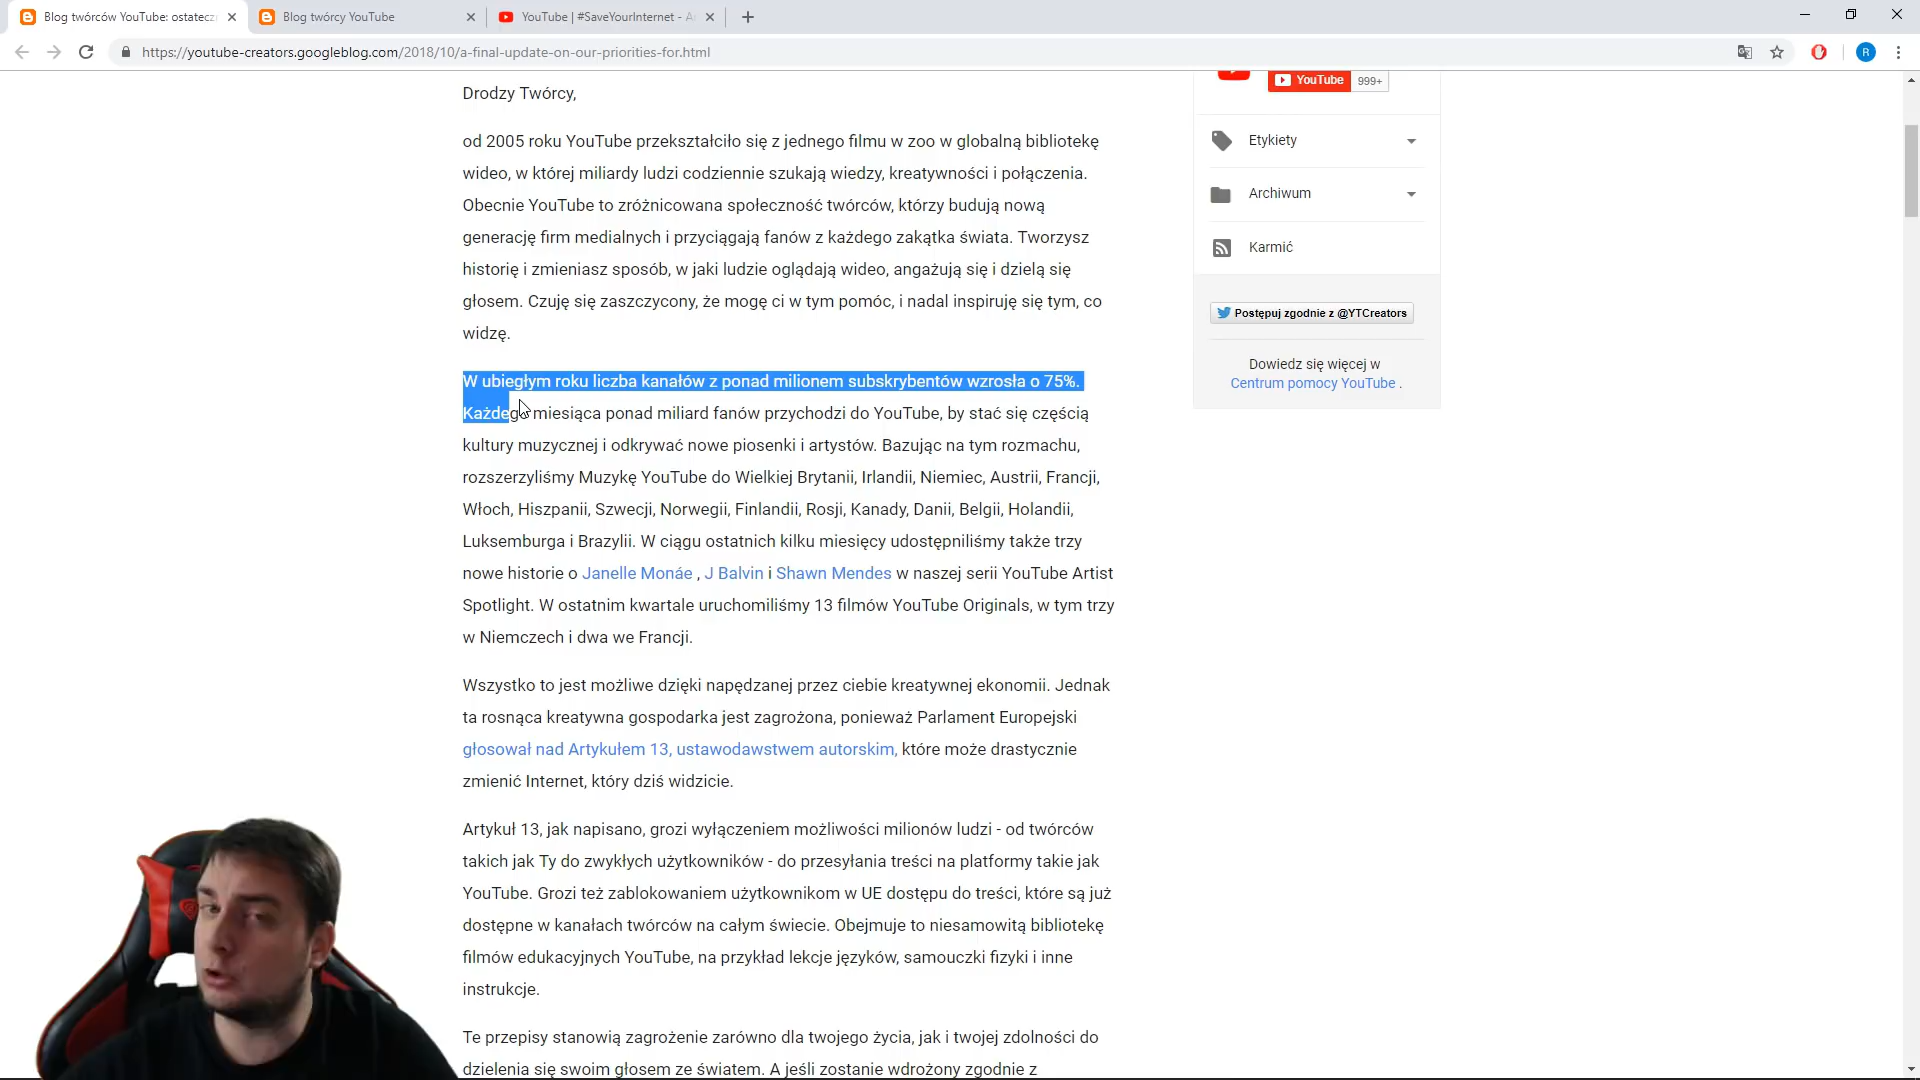 Blog twórców YouTube: ostatecz
Blog twórcy YouTube
YouTube | #SaveYourInternet - A
https://youtube-creators.googleblog.com/2018/10/a-final-update-on-our-priorities-for.html
R
Drodzy Twórcy,
od 2005 roku YouTube przekształciło się z jednego filmu w zoo w globalną bibliotekę
wideo, w której miliardy ludzi codziennie szukają wiedzy, kreatywności i połączenia.
Obecnie YouTube to zróżnicowana społeczność twórców, którzy budują nową
generację firm medialnych i przyciągają fanów z każdego zakątka świata. Tworzysz
historię i zmieniasz sposób, w jaki ludzie oglądają wideo, angażują się i dzielą się
głosem. Czuję się zaszczycony, że mogę ci w tym pomóc, i nadal inspiruję się tym, co
widzę.
W ubiegłym roku liczba kanałów z ponad milionem subskrybentów wzrosła o 75%.
Każdego miesiąca ponad miliard fanów przychodzi do YouTube, by stać się częścią
kultury muzycznej i odkrywać nowe piosenki i artystów. Bazując na tym rozmachu,
rozszerzyliśmy Muzykę YouTube do Wielkiej Brytanii, Irlandii, Niemiec, Austrii, Francji,
Włoch, Hiszpanii, Szwecji, Norwegii, Finlandii, Rosji, Kanady, Danii, Belgii, Holandii,
Luksemburga i Brazylii. W ciągu ostatnich kilku miesięcy udostępniliśmy także trzy
nowe historie o Janelle Monáe , J Balvin i Shawn Mendes w naszej serii YouTube Artist
Spotlight. W ostatnim kwartale uruchomiliśmy 13 filmów YouTube Originals, w tym trzy
w Niemczech i dwa we Francji.
Wszystko to jest możliwe dzięki napędzanej przez ciebie kreatywnej ekonomii. Jednak
ta rosnąca kreatywna gospodarka jest zagrożona, ponieważ Parlament Europejski
głosował nad Artykułem 13, ustawodawstwem autorskim, które może drastycznie
zmienić Internet, który dziś widzicie.
Artykuł 13, jak napisano, grozi wyłączeniem możliwości milionów ludzi - od twórców
takich jak Ty do zwykłych użytkowników - do przesyłania treści na platformy takie jak
YouTube. Grozi też zablokowaniem użytkownikom w UE dostępu do treści, które są już
dostępne w kanałach twórców na całym świecie. Obejmuje to niesamowitą bibliotekę
filmów edukacyjnych YouTube, na przykład lekcje języków, samouczki fizyki i inne
instrukcje.
Te przepisy stanowią zagrożenie zarówno dla twojego życia, jak i twojej zdolności do
dzielenia się swoim głosem ze światem. A jeśli zostanie wdrożony zgodnie z
YouTube 999+
Etykiety
Archiwum
Karmić
Postępuj zgodnie z @YTCreators
Dowiedz się więcej w
Centrum pomocy YouTube .